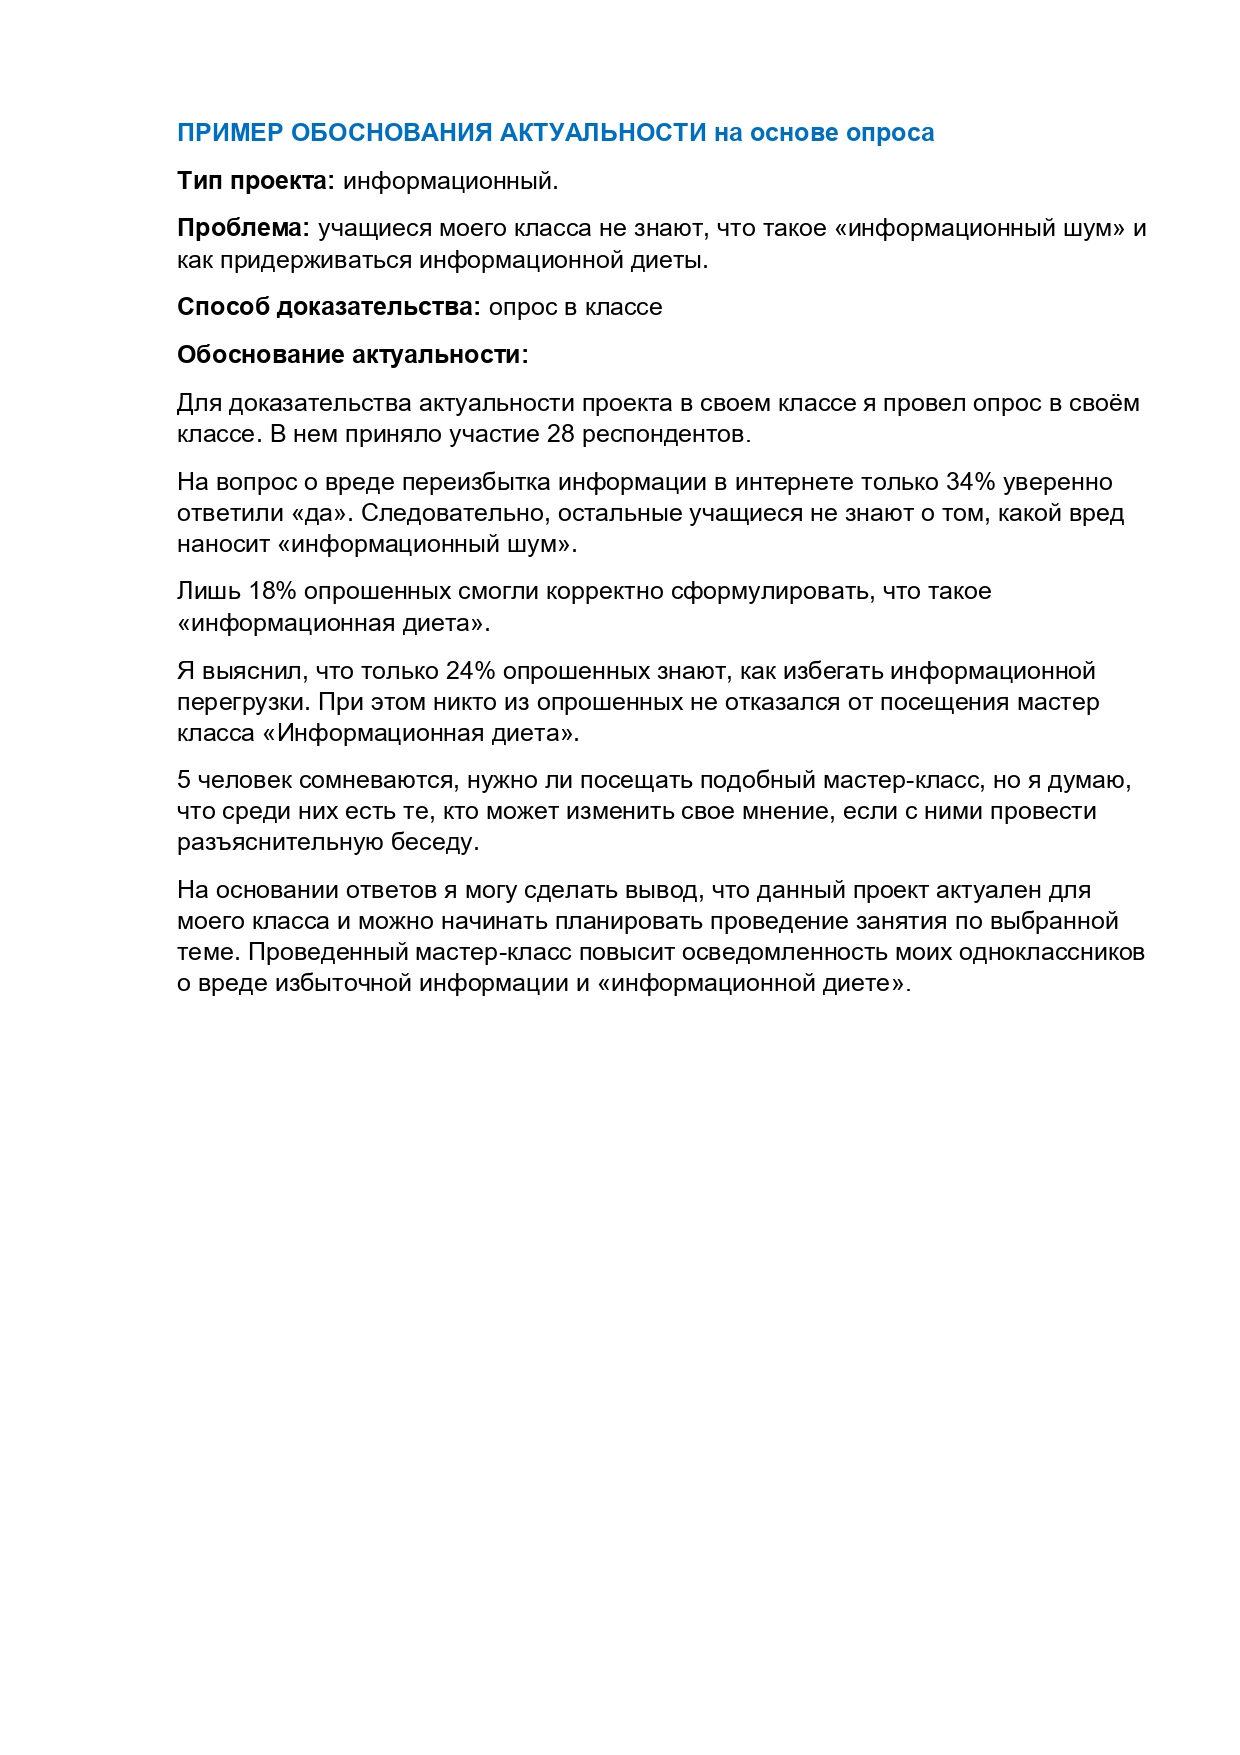 ПРИМЕР ОБОСНОВАНИЯ АКТУАЛЬНОСТИ на основе опроса
Тип проекта: информационный.
Проблема: учащиеся моего класса не знают, что такое «информационный шум» и
как придерживаться информационной диеты.
Способ доказательства: опрос в классе
Обоснование актуальности:
Для доказательства актуальности проекта в своем классе я провел опрос в своём
классе. В нем приняло участие 28 респондентов.
На вопрос о вреде переизбытка информации в интернете только 34% уверенно
ответили «да». Следовательно, остальные учащиеся не знают о том, какой вред
наносит «информационный шум».
Лишь 18% опрошенных смогли корректно сформулировать, что такое
«информационная диета».
Я выяснил, что только 24% опрошенных знают, как избегать информационной
перегрузки. При этом никто из опрошенных не отказался от посещения мастер
класса «Информационная диета».
5 человек сомневаются, нужно ли посещать подобный мастер-класс, но я думаю,
что среди них есть те, кто может изменить свое мнение, если с ними провести
разъяснительную беседу.
На основании ответов я могу сделать вывод, что данный проект актуален для
моего класса и можно начинать планировать проведение занятия по выбранной
теме. Проведенный мастер-класс повысит осведомленность моих одноклассников
о вреде избыточной информации и «информационной диете».